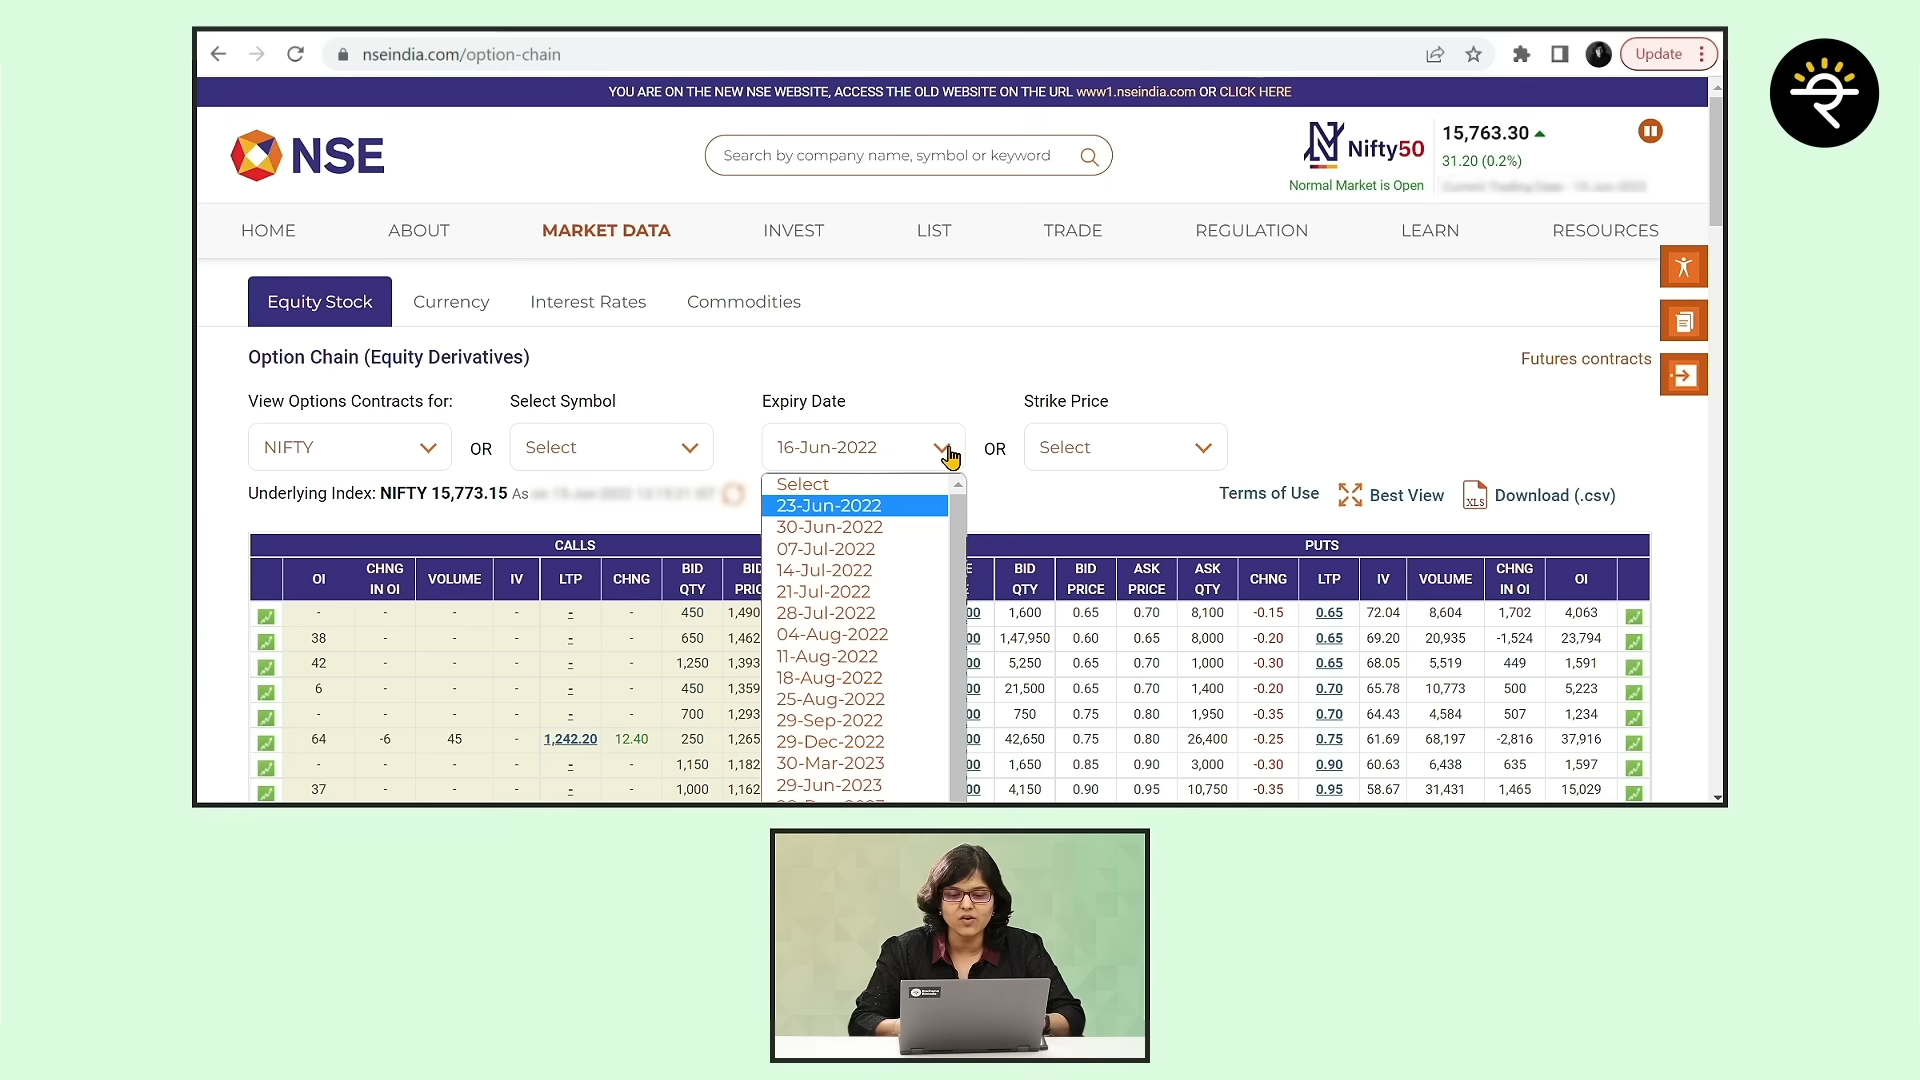 nseindia.com/option-chain
Update
YOU ARE ON THE NEW NSE WEBSITE, ACCESS THE OLD WEBSITE ON THE URL www1.nseindia.com OR CLICK HERE
NSE
Search by company name, symbol or keyword
Nifty50
15,763.30
31.20 (0.2%)
Normal Market is Open
HOME ABOUT MARKET DATA INVEST LIST TRADE REGULATION LEARN RESOURCES
Equity Stock Currency Interest Rates Commodities
Option Chain (Equity Derivatives)
Futures contracts
View Options Contracts for: Select Symbol Expiry Date Strike Price
NIFTY OR Select 16-Jun-2022 OR Select
Underlying Index: NIFTY 15,773.15 As
Terms of Use Best View XLS Download (.csv)
Select
23-Jun-2022
30-Jun-2022
07-Jul-2022
14-Jul-2022
21-Jul-2022
28-Jul-2022
04-Aug-2022
11-Aug-2022
18-Aug-2022
25-Aug-2022
29-Sep-2022
29-Dec-2022
30-Mar-2023
29-Jun-2023
CALLS PUTS
OI CHNG IN OI VOLUME IV LTP CHNG BID QTY BID PRIC E BID QTY BID PRICE ASK PRICE ASK QTY CHNG LTP IV VOLUME CHNG IN OI OI
- - - - - - 450 1,490 00 1,600 0.65 0.70 8,100 -0.15 0.65 72.04 8,604 1,702 4,063
38 - - - - - 650 1,462 00 1,47,950 0.60 0.65 8,000 -0.20 0.65 69.20 20,935 -1,524 23,794
42 - - - - - 1,250 1,393 00 5,250 0.65 0.70 1,000 -0.30 0.65 68.05 5,519 449 1,591
6 - - - - - 450 1,359 00 21,500 0.65 0.70 1,400 -0.20 0.70 65.78 10,773 500 5,223
- - - - - - 700 1,293 00 750 0.75 0.80 1,950 -0.35 0.70 64.43 4,584 507 1,234
64 -6 45 - 1,242.20 12.40 250 1,265 00 42,650 0.75 0.80 26,400 -0.25 0.75 61.69 68,197 -2,816 37,916
- - - - - - 1,150 1,182 00 1,650 0.85 0.90 3,000 -0.30 0.90 60.63 6,438 635 1,597
37 - - - - - 1,000 1,162 00 4,150 0.90 0.95 10,750 -0.35 0.95 58.67 31,431 1,465 15,029